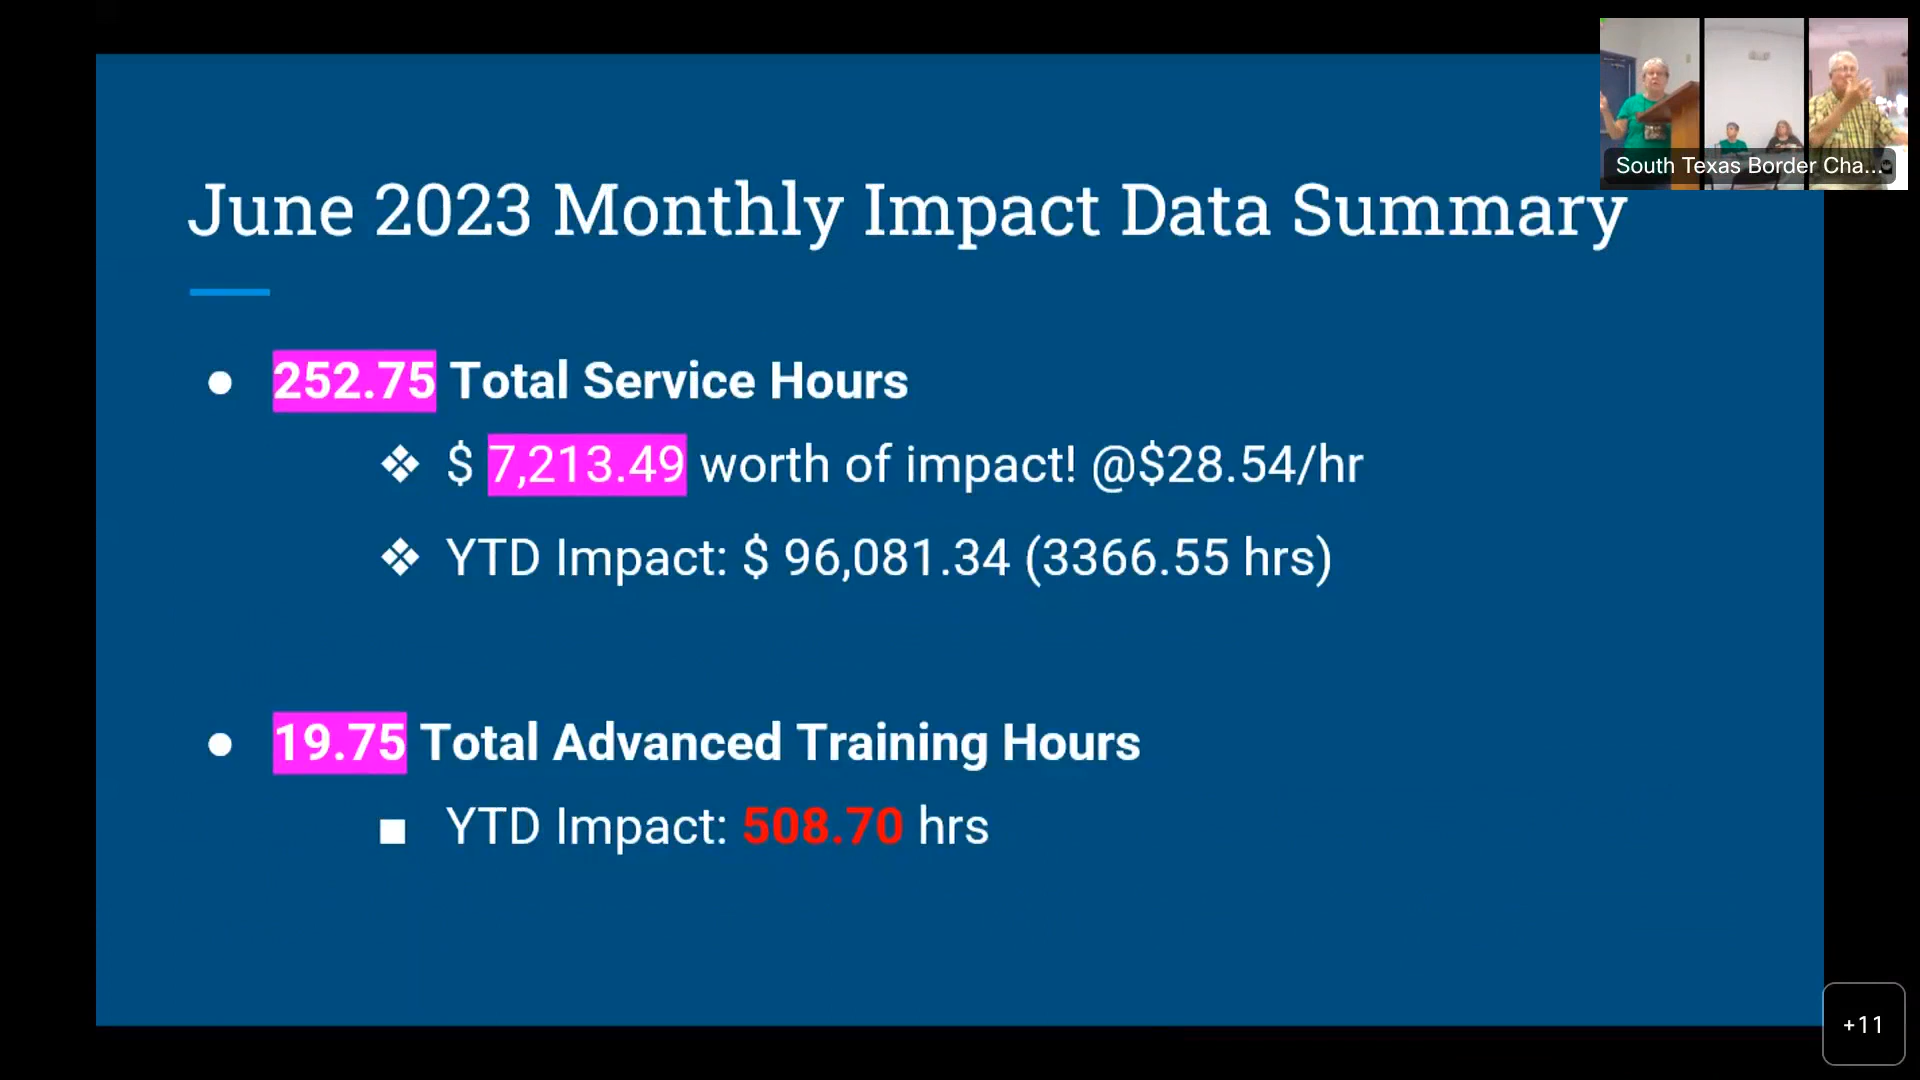 South Texas Border Cha...
June 2023 Monthly Impact Data Summary
● 252.75 Total Service Hours
❖ $ 7,213.49 worth of impact! @$28.54/hr
❖ YTD Impact: $ 96,081.34 (3366.55 hrs)
● 19.75 Total Advanced Training Hours
■ YTD Impact: 508.70 hrs
+11